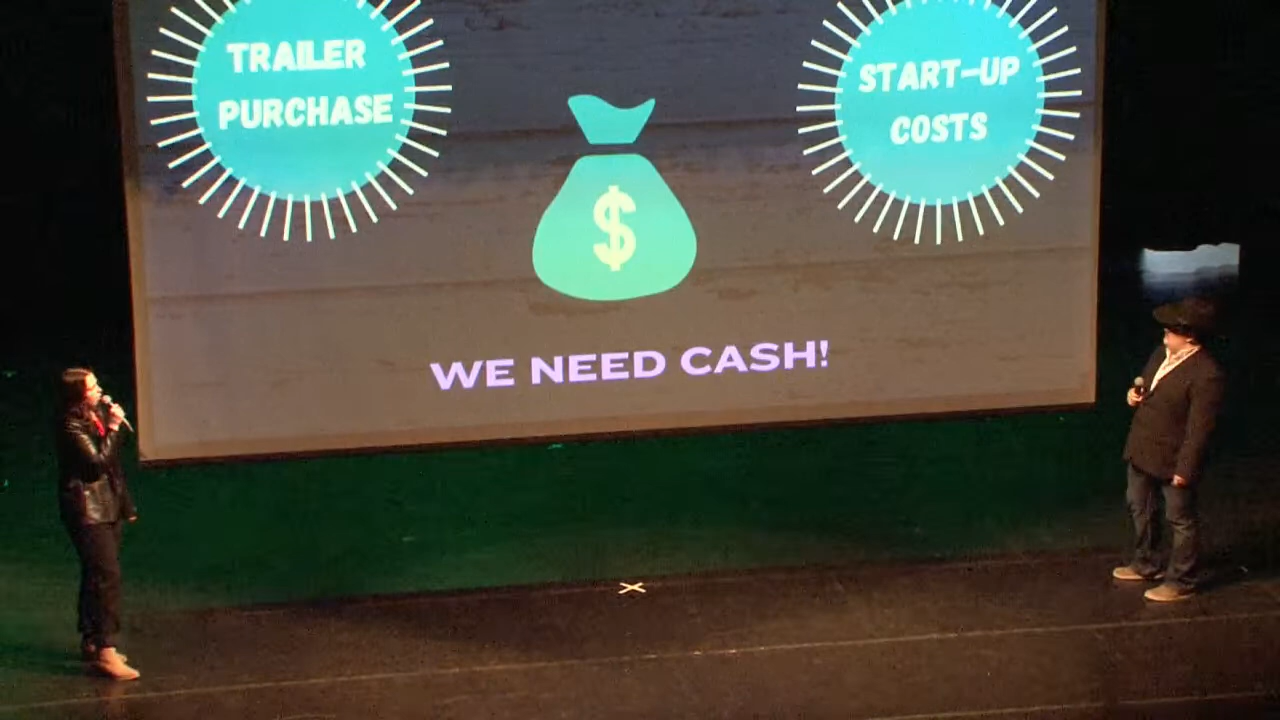 TRAILER
PURCHASE
START-UP
COSTS
$
WE NEED CASH!